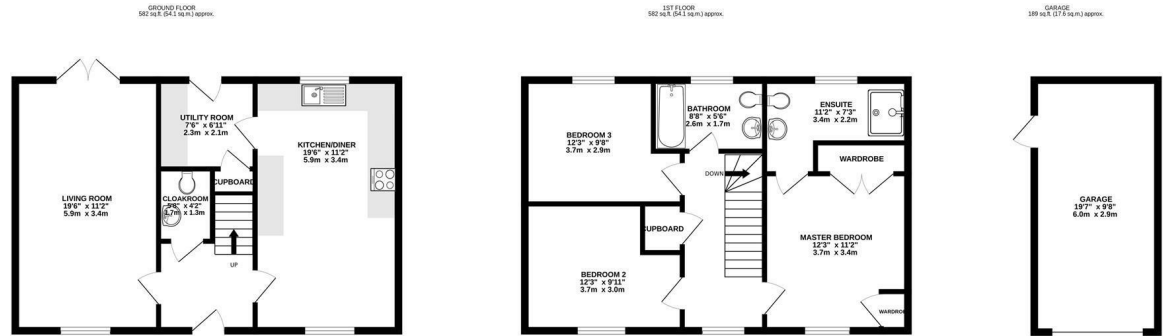 GROUND FLOOR
582 sq.ft. (54.1 sq.m.) approx.
1ST FLOOR
582 sq.ft. (54.1 sq.m.) approx.
GARAGE
189 sq.ft. (17.6 sq.m.) approx.
UTILITY ROOM
7'6" x 6'11"
2.3m x 2.1m
KITCHEN/DINER
19'6" x 11'2"
5.9m x 3.4m
CUPBOARD
LIVING ROOM
19'6" x 11'2"
5.9m x 3.4m
CLOAKROOM
5'8" x 4'2"
1.7m x 1.3m
UP
BATHROOM
8'8" x 5'6"
2.6m x 1.7m
ENSUITE
11'2" x 7'3"
3.4m x 2.2m
BEDROOM 3
12'3" x 9'8"
3.7m x 2.9m
WARDROBE
DOWN
CUPBOARD
MASTER BEDROOM
12'3" x 11'2"
3.7m x 3.4m
BEDROOM 2
12'3" x 9'11"
3.7m x 3.0m
WARDROB
GARAGE
19'7" x 9'8"
6.0m x 2.9m